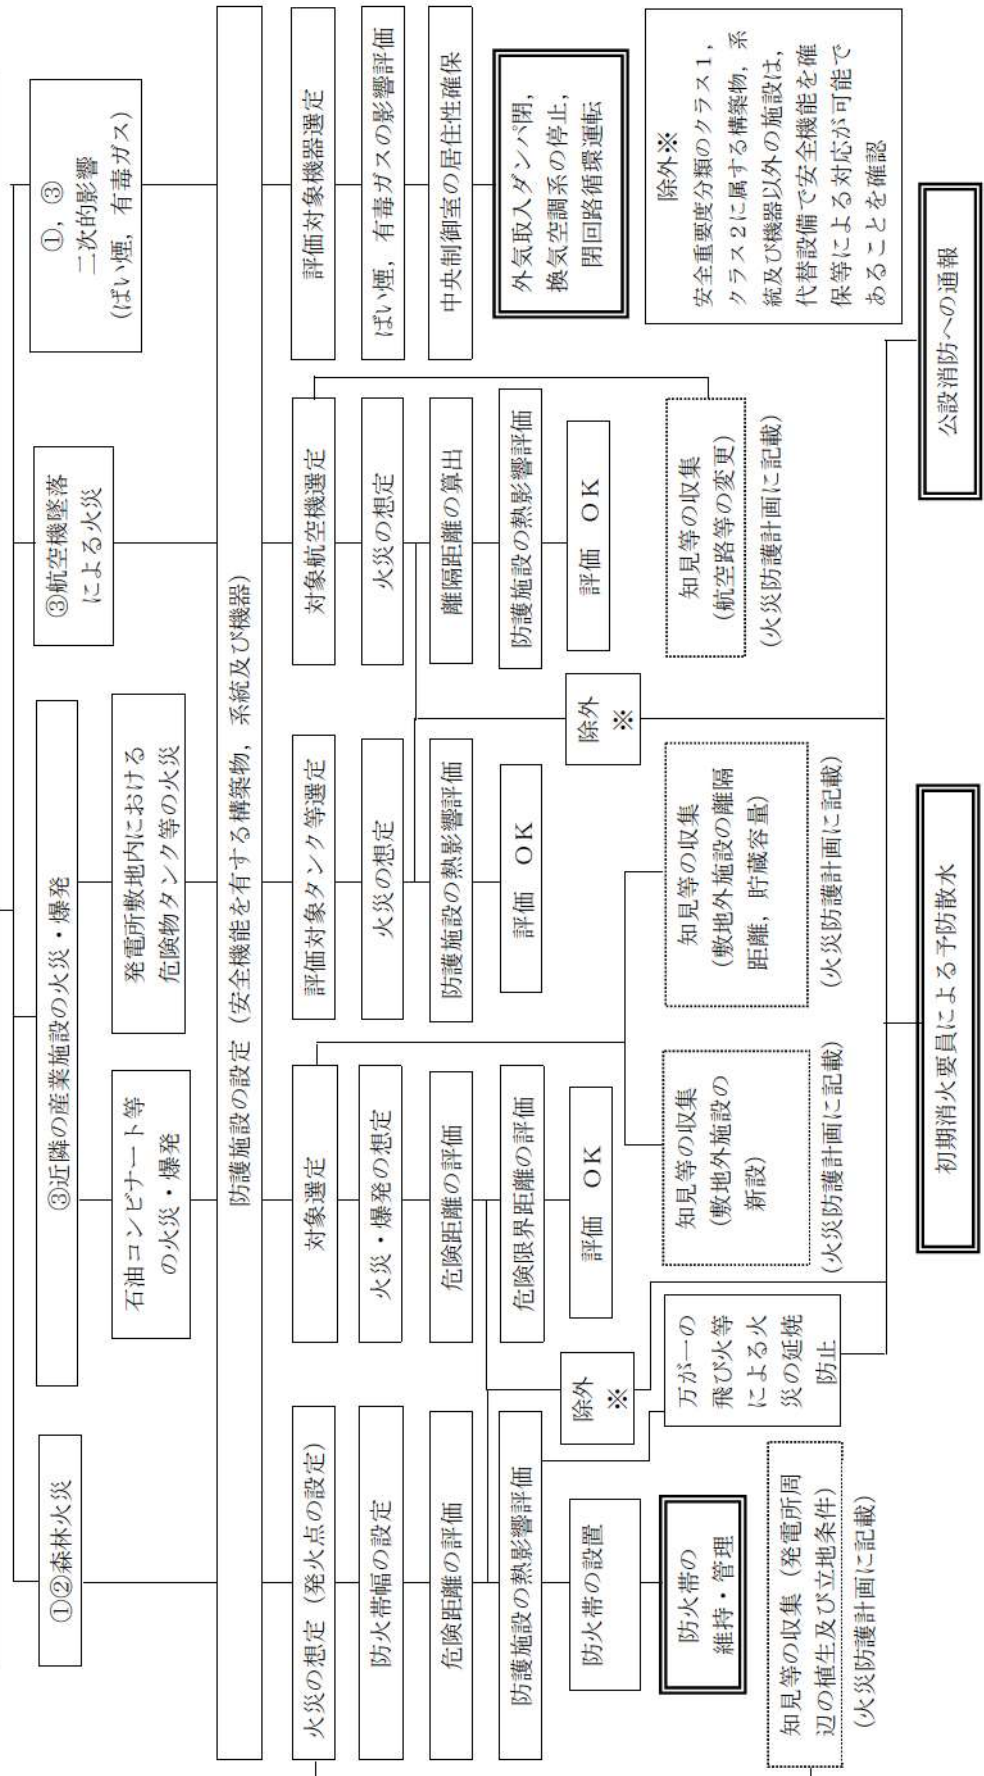 ①②森林火災
③近隣の産業施設の火災・爆発
③航空機墜落
による火災
①,③
二次的影響
(ばい煙,有毒ガス)
石油コンビナート等
の火災・爆発
発電所敷地内における
危険物タンク等の火災
防護施設の設定(安全機能を有する構築物,系統及び機器)
火災の想定(発火点の設定)
防火帯幅の設定
危険距離の評価
防護施設の熱影響評価
防火帯の設置
防火帯の
維持・管理
知見等の収集(発電所周
辺の植生及び立地条件)
(火災防護計画に記載)
対象選定
火災・爆発の想定
危険距離の評価
危険限界距離の評価
評価 OK
除外
※
万が一の
飛び火等
による火
災の延焼
防止
知見等の収集
(敷地外施設の
新設)
(火災防護計画に記載)
評価対象タンク等選定
火災の想定
防護施設の熱影響評価
評価 OK
知見等の収集
(敷地外施設の離隔
距離,貯蔵容量)
(火災防護計画に記載)
除外
※
対象航空機選定
火災の想定
離隔距離の算出
防護施設の熱影響評価
評価 OK
知見等の収集
(航空路等の変更)
(火災防護計画に記載)
評価対象機器選定
ばい煙,有毒ガスの影響評価
中央制御室の居住性確保
外気取入ダンパ閉,
換気空調系の停止,
閉回路循環運転
除外※
安全重要度分類のクラス1,
クラス2に属する構築物,系
統及び機器以外の施設は,
代替設備で安全機能を確
保等による対応が可能で
あることを確認
初期消火要員による予防散水
公設消防への通報